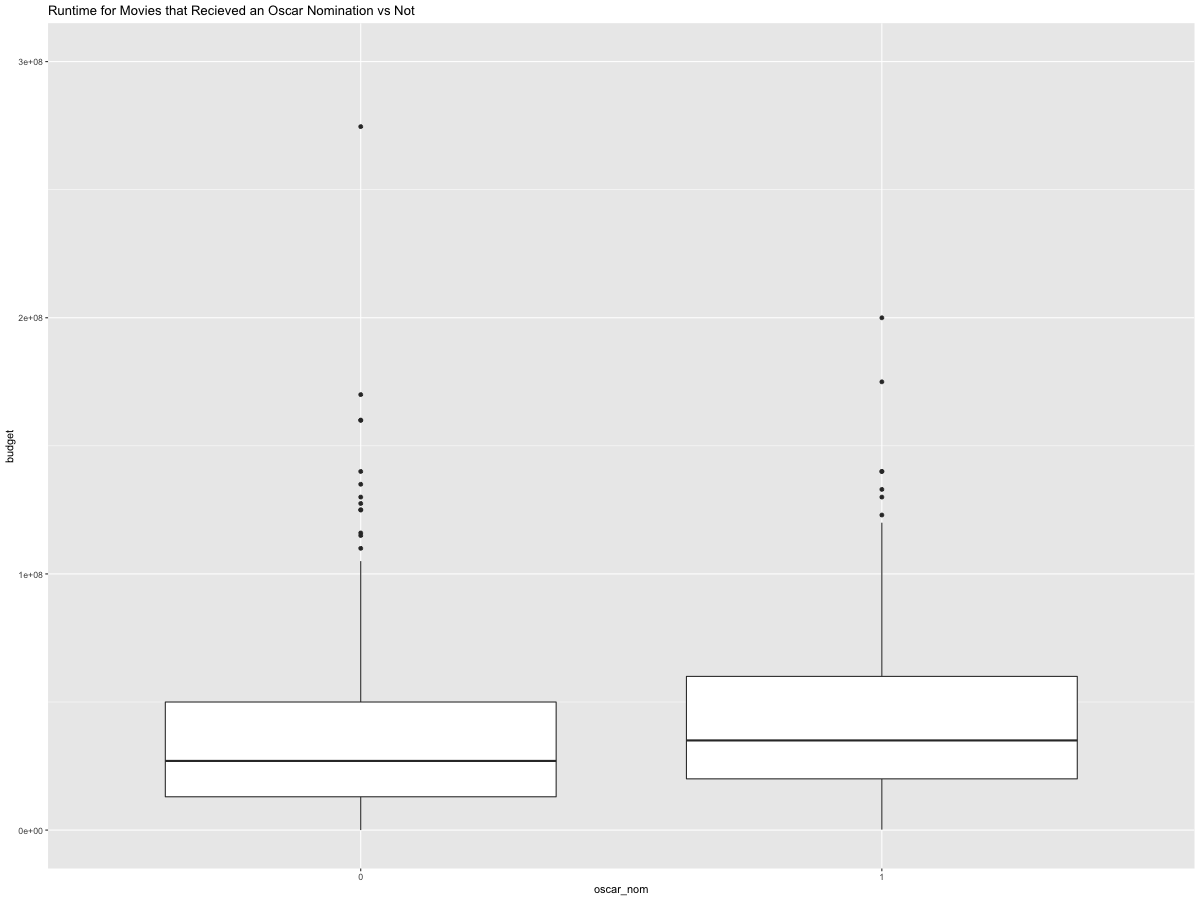 Runtime for Movies that Recieved an Oscar Nomination vs Not
3e+08
2e+08
1e+08
0e+00
budget
0
1
oscar_nom